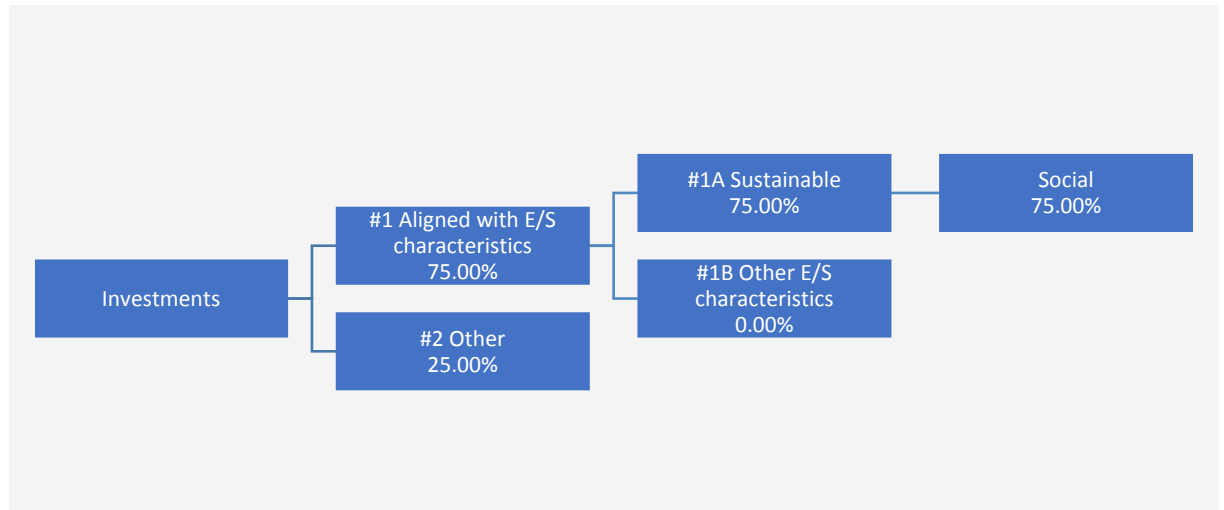 Investments
#1 Aligned with E/S
characteristics
75.00%
#2 Other
25.00%
#1A Sustainable
75.00%
#1B Other E/S
characteristics
0.00%
Social
75.00%